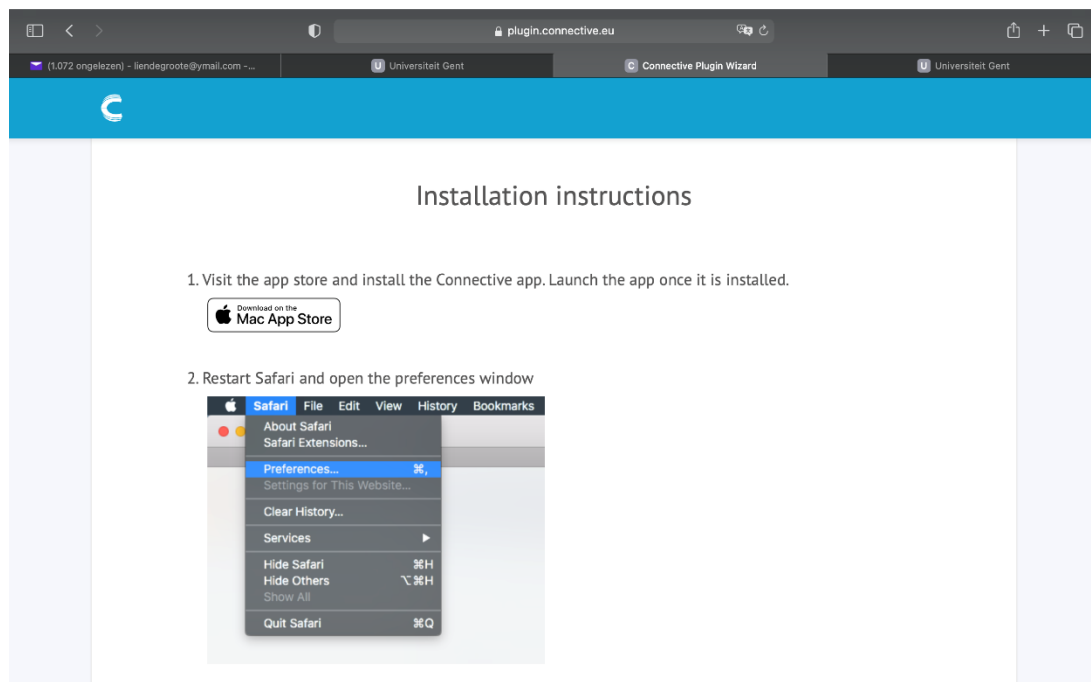 plugin.connective.eu
(1.072 ongelezen) - liendegroote@ymail.com -...
U Universiteit Gent
C Connective Plugin Wizard
U Universiteit Gent
C
Installation instructions
1. Visit the app store and install the Connective app. Launch the app once it is installed.
Download on the
Mac App Store
2. Restart Safari and open the preferences window
Safari File Edit View History Bookmarks
About Safari
Safari Extensions...
Preferences... ⌘,
Settings for This Website...
Clear History...
Services ▶
Hide Safari ⌘H
Hide Others ⌥⌘H
Show All
Quit Safari ⌘Q